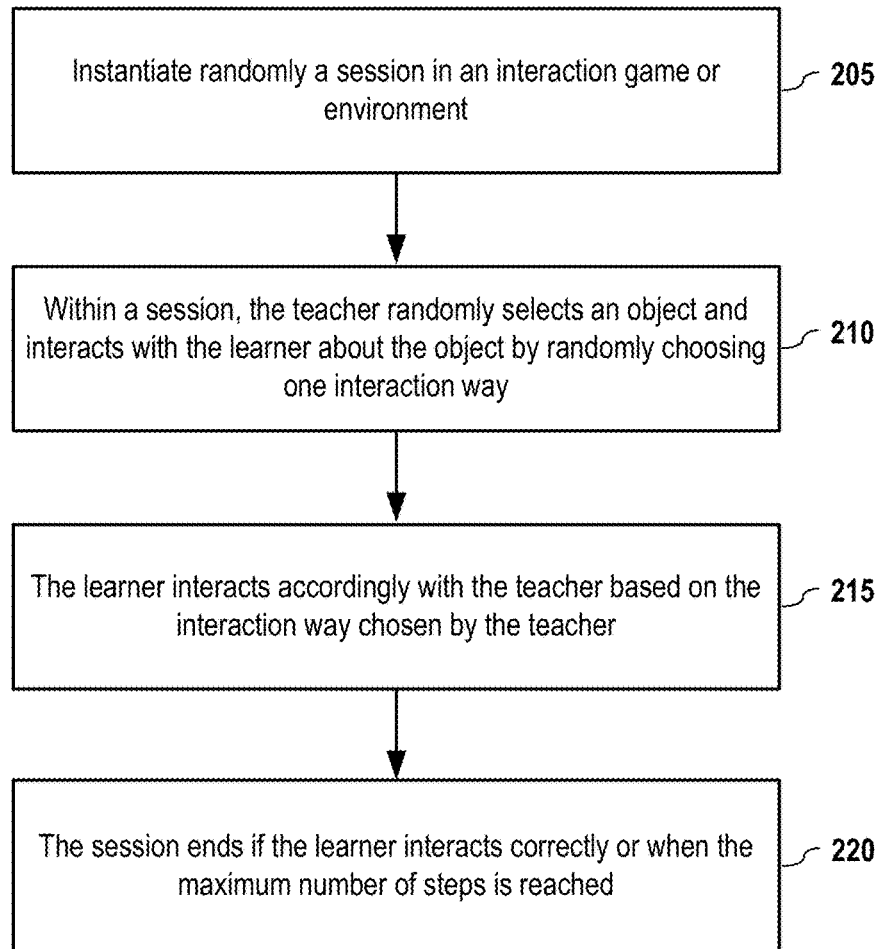 Instantiate randomly a session in an interaction game or
environment
205
Within a session, the teacher randomly selects an object and
interacts with the learner about the object by randomly choosing
one interaction way
210
The learner interacts accordingly with the teacher based on the
interaction way chosen by the teacher
215
The session ends if the learner interacts correctly or when the
maximum number of steps is reached
220